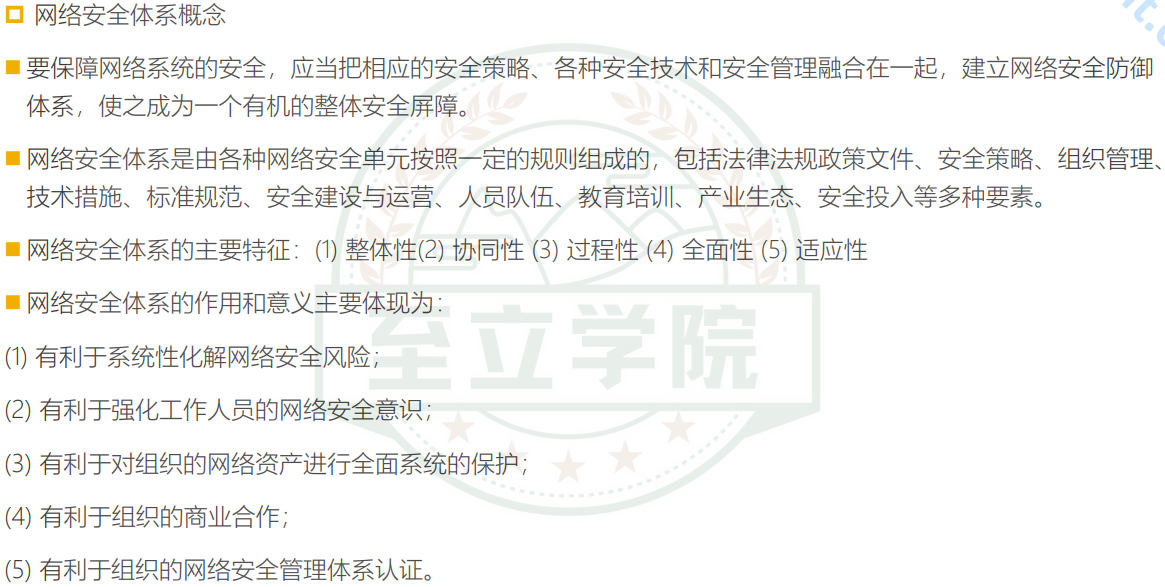 网络安全体系概念
要保障网络系统的安全，应当把相应的安全策略、各种安全技术和安全管理融合在一起，建立网络安全防御
体系，使之成为一个有机的整体安全屏障。
网络安全体系是由各种网络安全单元按照一定的规则组成的，包括法律法规政策文件、安全策略、组织管理、
技术措施、标准规范、安全建设与运营、人员队伍、教育培训、产业生态、安全投入等多种要素。
网络安全体系的主要特征：(1) 整体性(2) 协同性 (3) 过程性 (4) 全面性 (5) 适应性
网络安全体系的作用和意义主要体现为：
(1) 有利于系统性化解网络安全风险；
(2) 有利于强化工作人员的网络安全意识；
(3) 有利于对组织的网络资产进行全面系统的保护；
(4) 有利于组织的商业合作；
(5) 有利于组织的网络安全管理体系认证。
至立学院